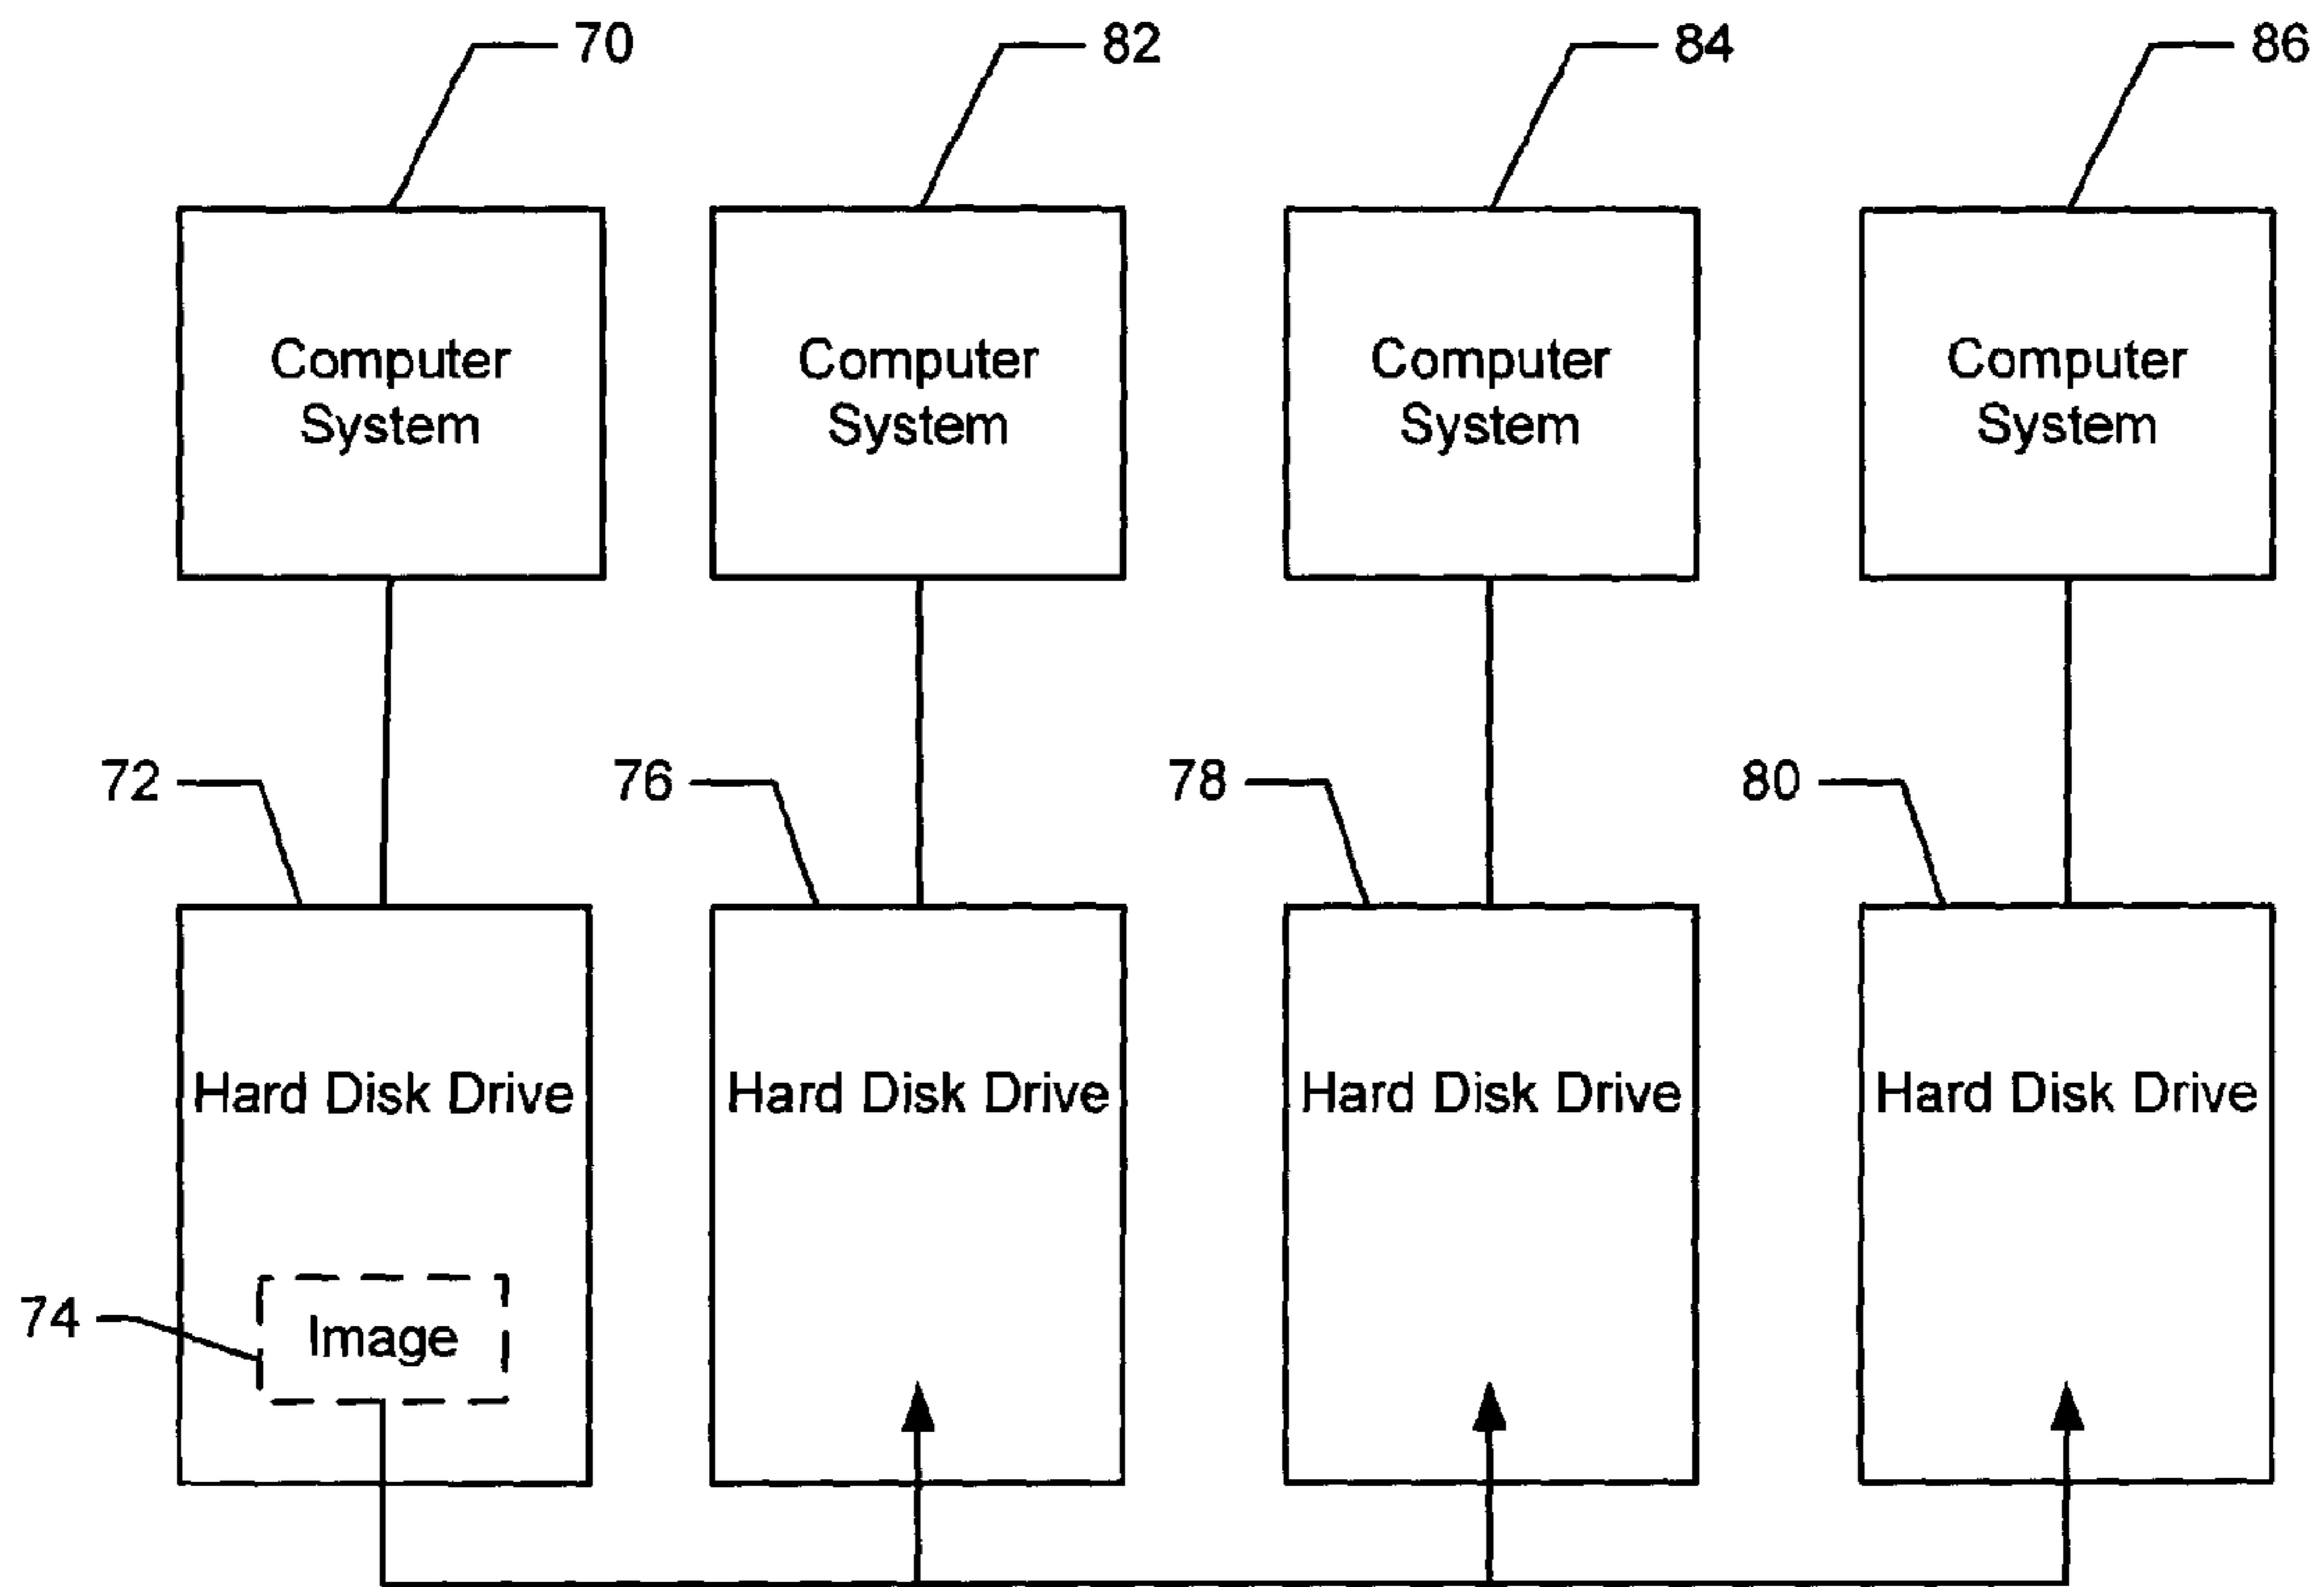 70 82 84 86
Computer
System
Computer
System
Computer
System
Computer
System
72 76 78 80
Hard Disk Drive
Hard Disk Drive
Hard Disk Drive
Hard Disk Drive
74
Image